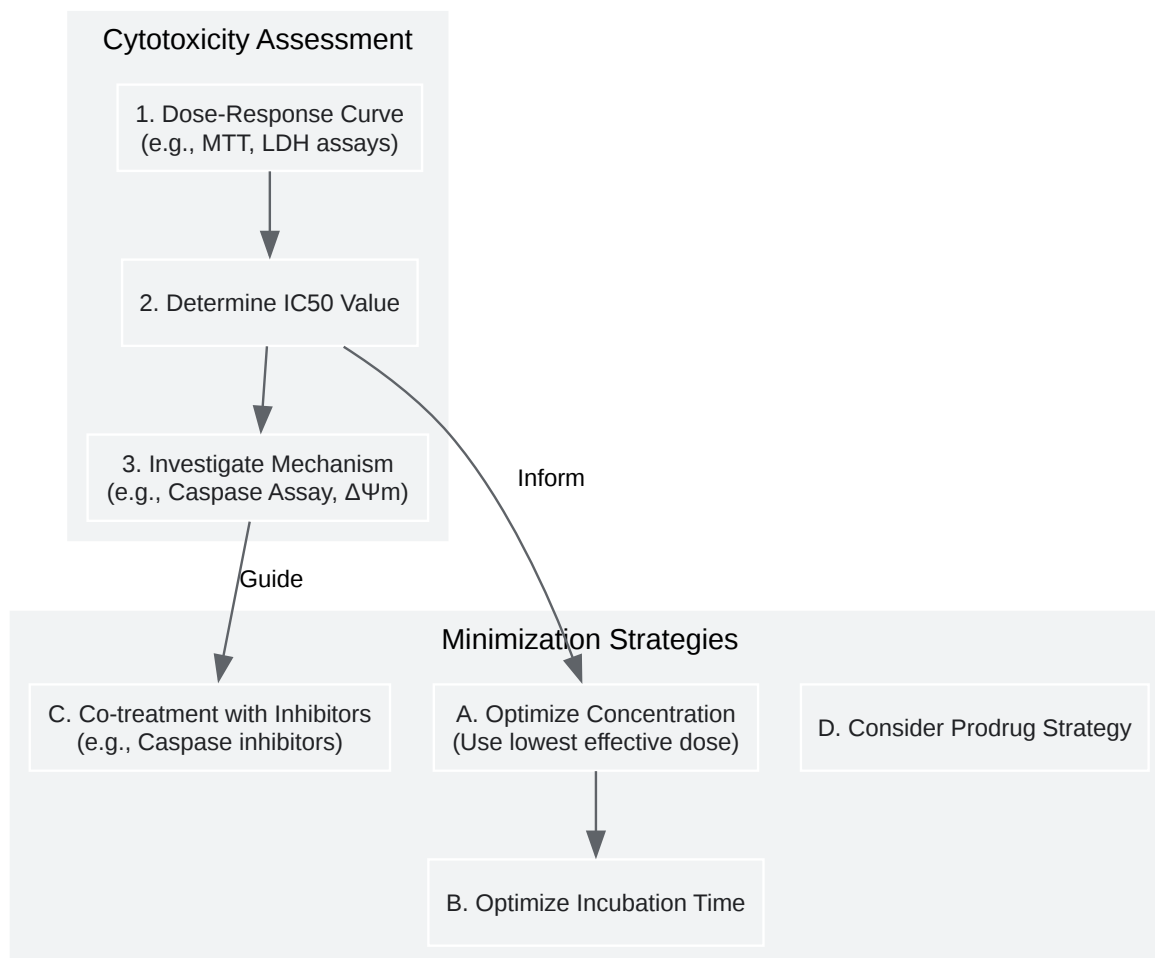 Cytotoxicity Assessment
1. Dose-Response Curve
(e.g., MTT, LDH assays)
2. Determine IC50 Value
3. Investigate Mechanism
(e.g., Caspase Assay, ΔΨm)
Inform
Guide
Minimization Strategies
C. Co-treatment with Inhibitors
(e.g., Caspase inhibitors)
A. Optimize Concentration
(Use lowest effective dose)
D. Consider Prodrug Strategy
B. Optimize Incubation Time